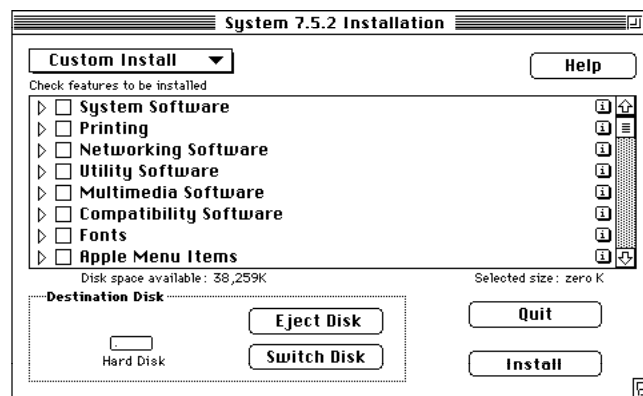 System 7.5.2 Installation
Custom Install
Help
Check features to be installed
System Software
Printing
Networking Software
Utility Software
Multimedia Software
Compatibility Software
Fonts
Apple Menu Items
Disk space available: 38,259K
Selected size: zero K
Destination Disk
Eject Disk
Quit
Hard Disk
Switch Disk
Install